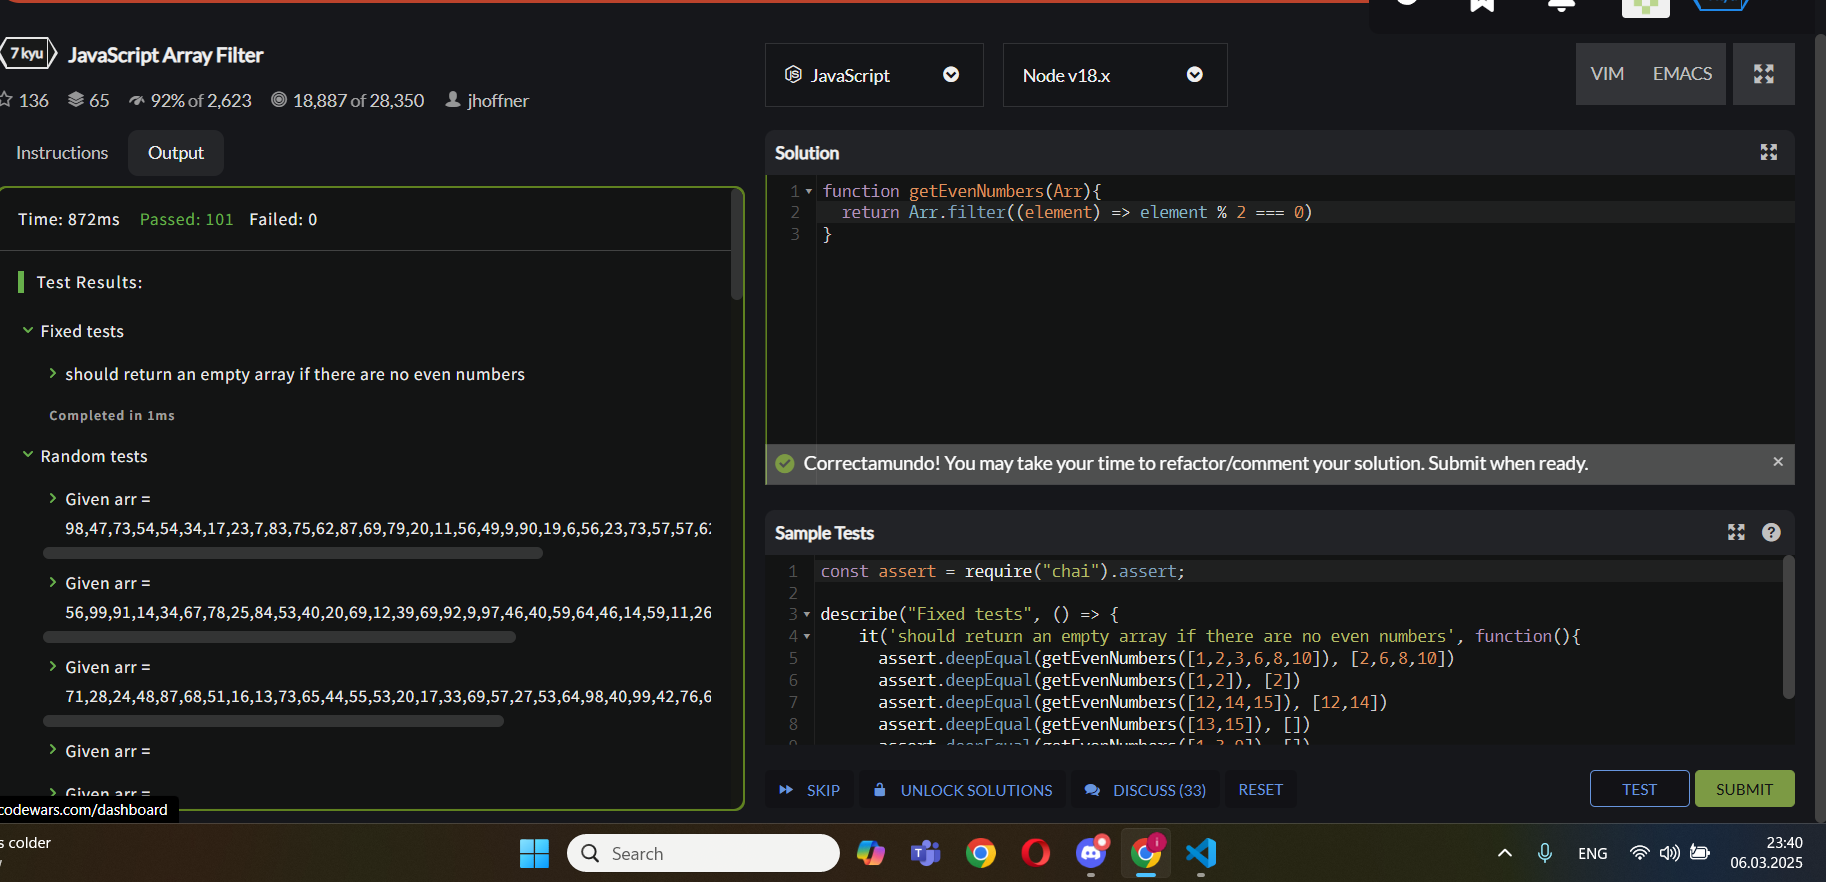 7 kyu
JavaScript Array Filter
136 65 92% of 2,623 18,887 of 28,350 jhoffner
Instructions
Output
Time: 872ms Passed: 101 Failed: 0
Test Results:
Fixed tests
should return an empty array if there are no even numbers
Completed in 1ms
Random tests
Given arr =
98,47,73,54,54,34,17,23,7,83,75,62,87,69,79,20,11,56,49,9,90,19,6,56,23,73,57,57,62
Given arr =
56,99,91,14,34,67,78,25,84,53,40,20,69,12,39,69,92,9,97,46,40,59,64,46,14,59,11,26
Given arr =
71,28,24,48,87,68,51,16,13,73,65,44,55,53,20,17,33,69,57,27,53,64,98,40,99,42,76,6
Given arr =
Given arr =
codewars.com/dashboard
JavaScript
Node v18.x
VIM
EMACS
Solution
1 function getEvenNumbers(Arr){
2 return Arr.filter((element) => element % 2 === 0)
3 }
Correctamundo! You may take your time to refactor/comment your solution. Submit when ready.
×
Sample Tests
?
1 const assert = require("chai").assert;
2
3 describe("Fixed tests", () => {
4 it('should return an empty array if there are no even numbers', function(){
5 assert.deepEqual(getEvenNumbers([1,2,3,6,8,10]), [2,6,8,10])
6 assert.deepEqual(getEvenNumbers([1,2]), [2])
7 assert.deepEqual(getEvenNumbers([12,14,15]), [12,14])
8 assert.deepEqual(getEvenNumbers([13,15]), [])
9 assert.deepEqual(getEvenNumbers([1,3,9]), [])
SKIP
UNLOCK SOLUTIONS
DISCUSS (33)
RESET
TEST
SUBMIT
s colder
Search
ENG
23:40
06.03.2025